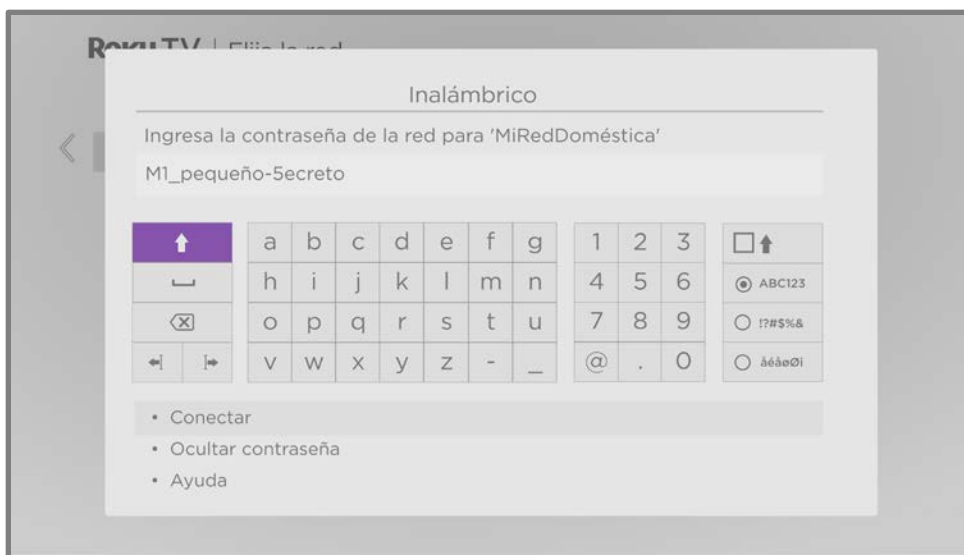 Roku TV | Elija la red
Inalámbrico
Ingresa la contraseña de la red para 'MiRedDoméstica'
M1_pequeño-5ecreto
a b c d e f g 1 2 3
h i j k l m n 4 5 6 ABC123
o p q r s t u 7 8 9 !?#$%&
v w x y z - _ @ . 0 áéåøØi
• Conectar
• Ocultar contraseña
• Ayuda